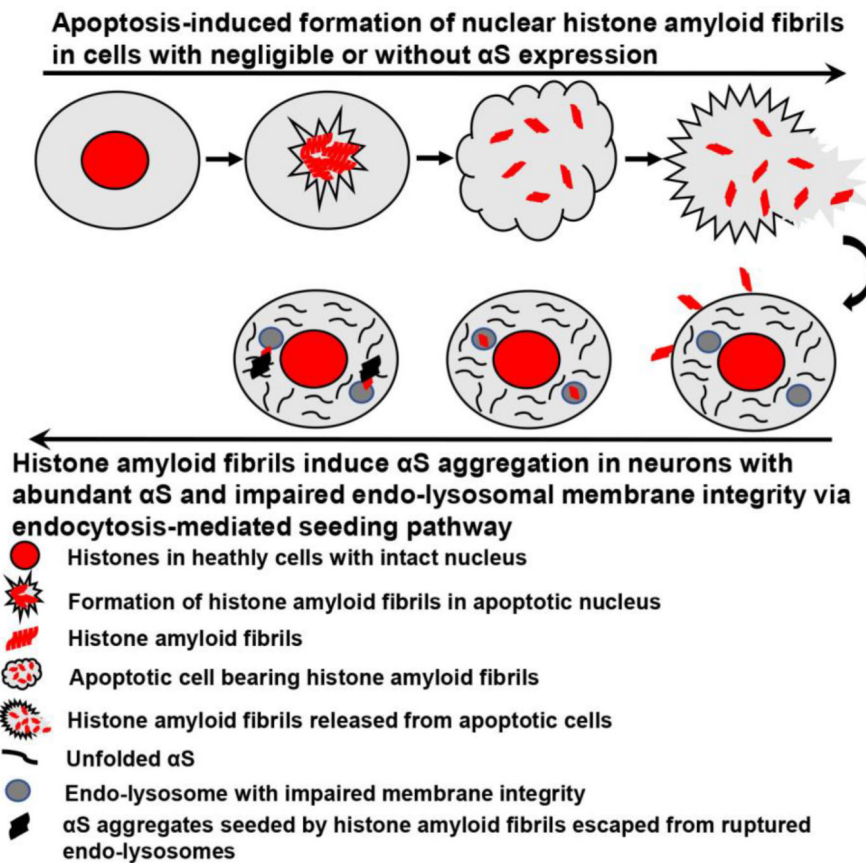 Apoptosis-induced formation of nuclear histone amyloid fibrils
in cells with negligible or without αS expression
Histone amyloid fibrils induce αS aggregation in neurons with
abundant αS and impaired endo-lysosomal membrane integrity via
endocytosis-mediated seeding pathway
Histones in heathly cells with intact nucleus
Formation of histone amyloid fibrils in apoptotic nucleus
Histone amyloid fibrils
Apoptotic cell bearing histone amyloid fibrils
Histone amyloid fibrils released from apoptotic cells
Unfolded αS
Endo-lysosome with impaired membrane integrity
αS aggregates seeded by histone amyloid fibrils escaped from ruptured
endo-lysosomes